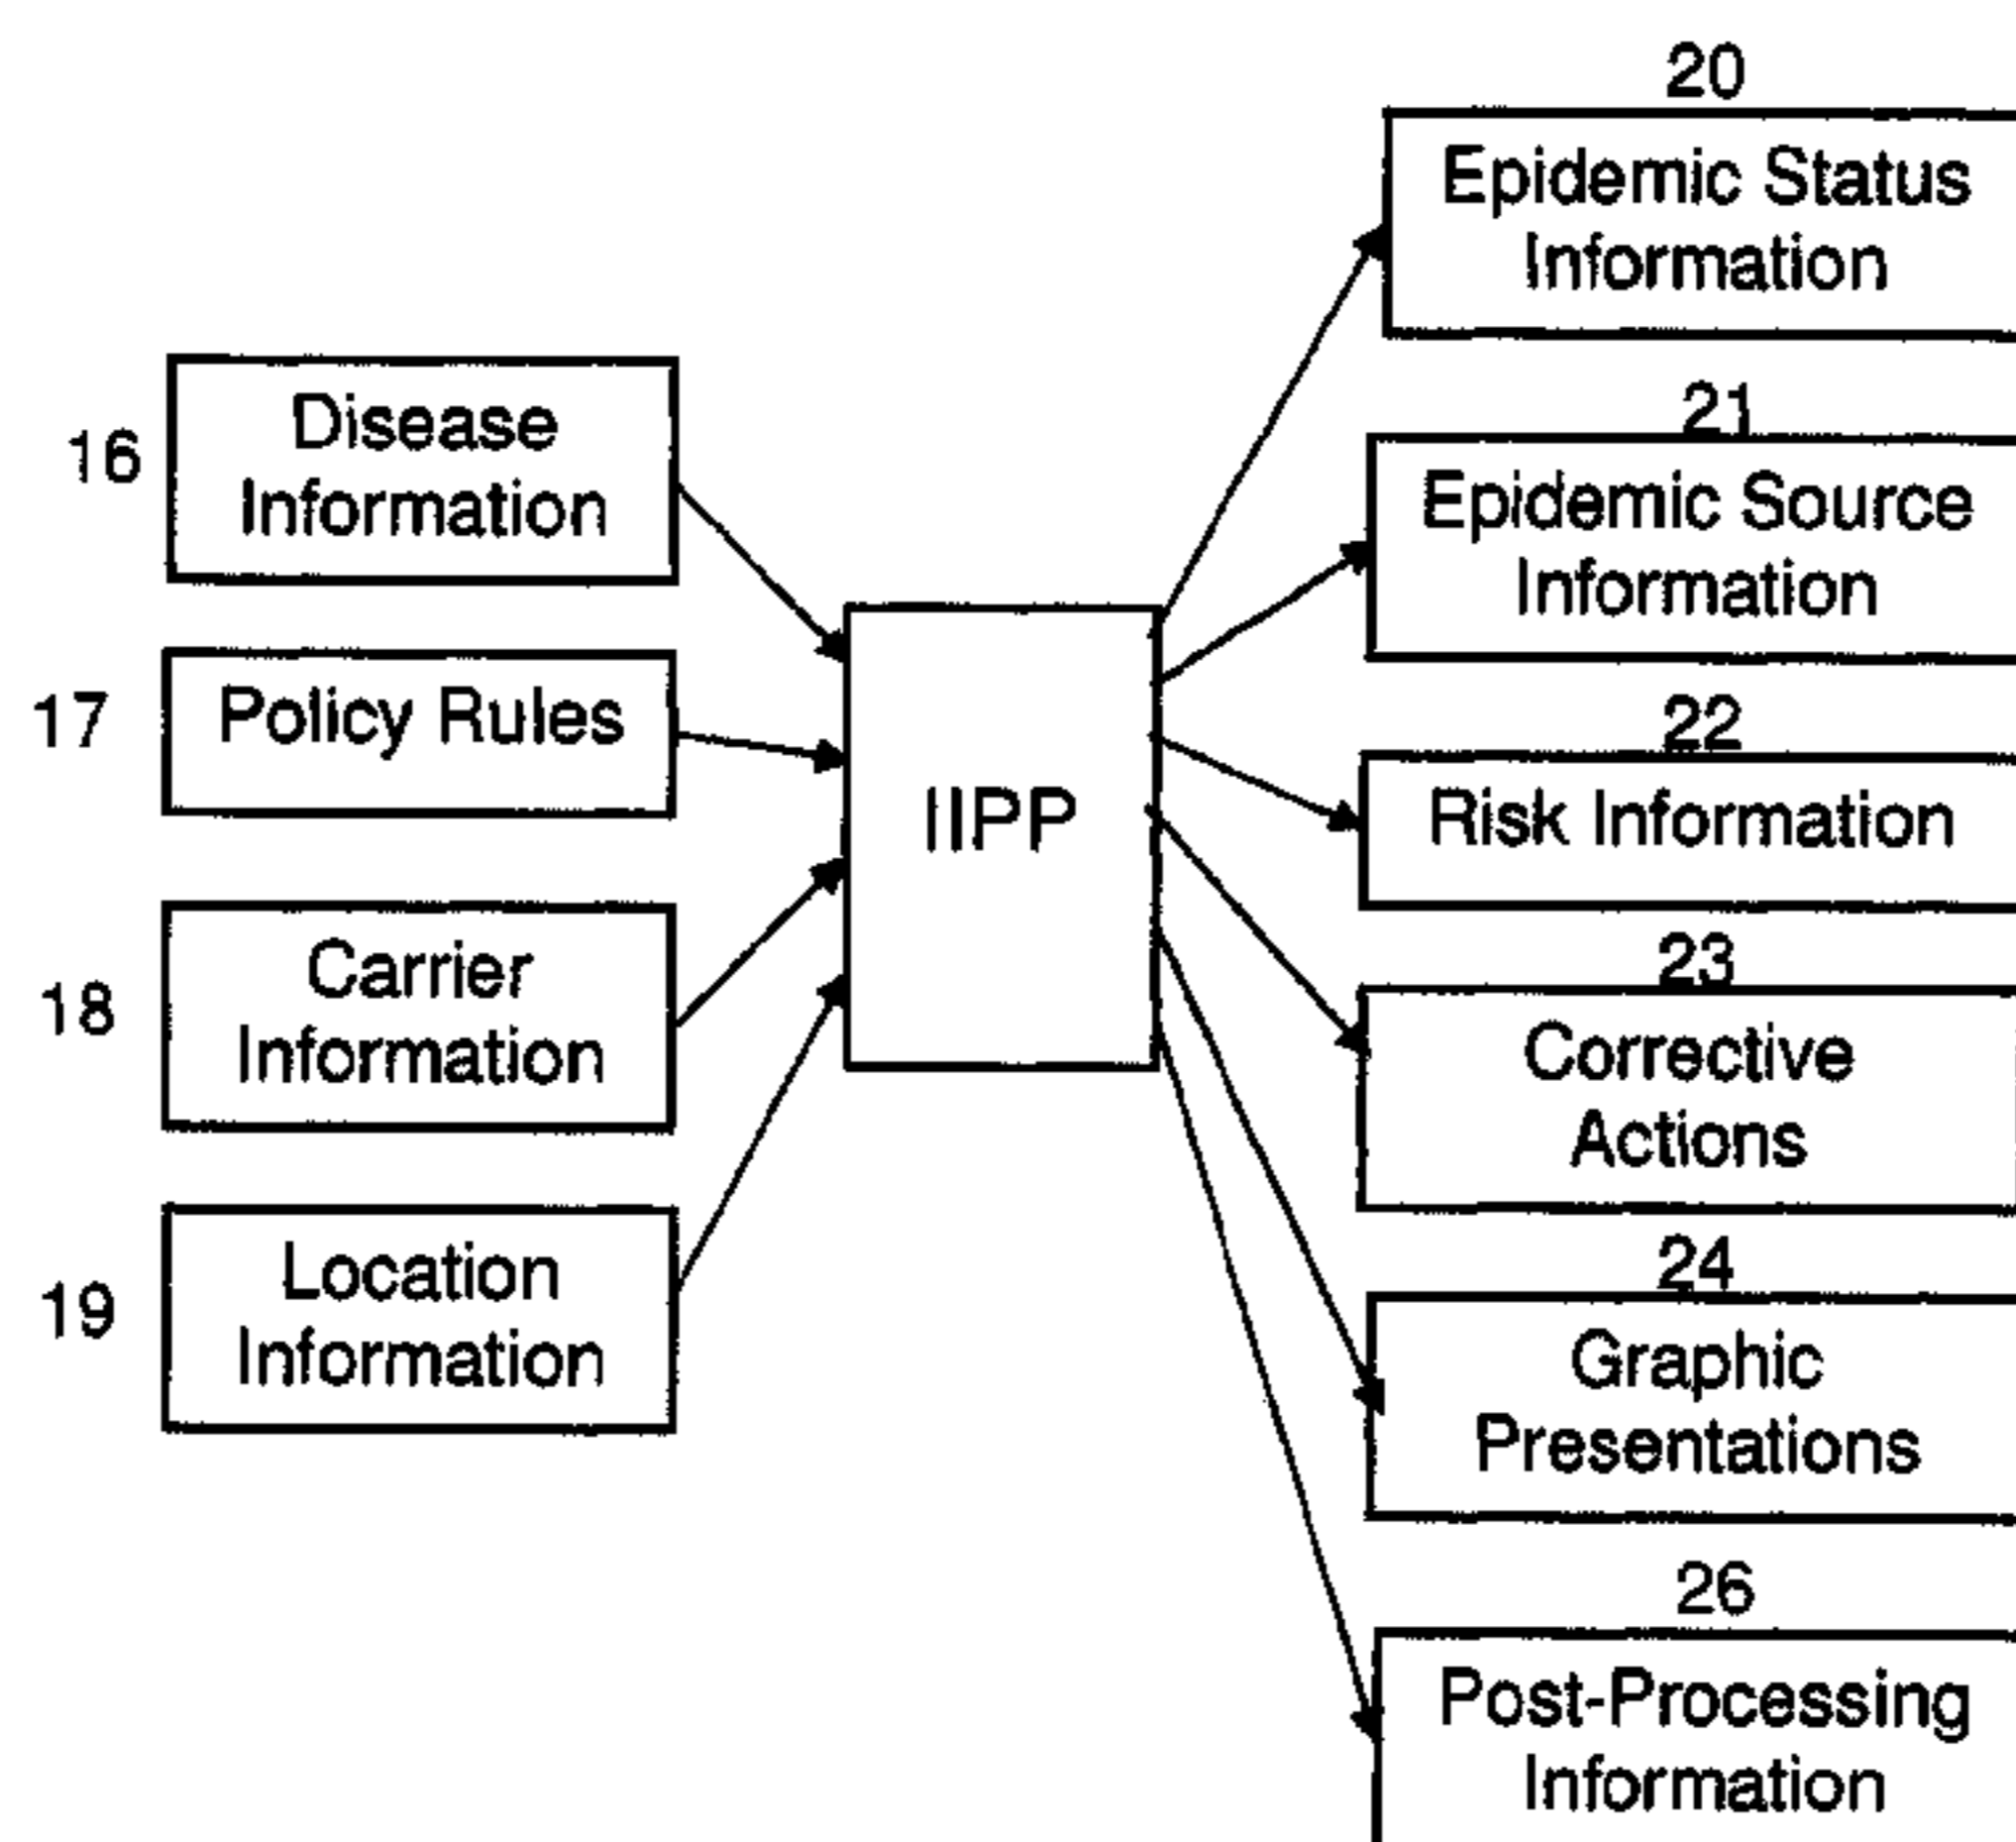 16
Disease
Information
17
Policy Rules
18
Carrier
Information
19
Location
Information
IIPP
20
Epidemic Status
Information
21
Epidemic Source
Information
22
Risk Information
23
Corrective
Actions
24
Graphic
Presentations
26
Post-Processing
Information